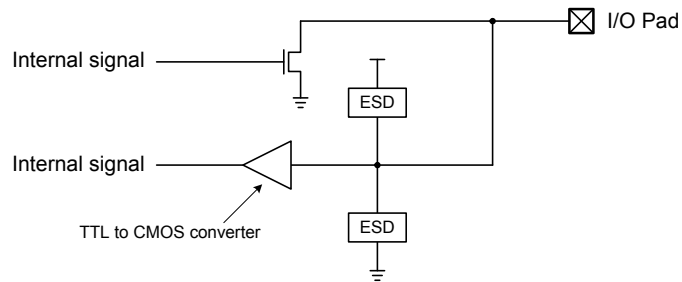 I/O Pad
Internal signal
ESD
Internal signal
TTL to CMOS converter
ESD